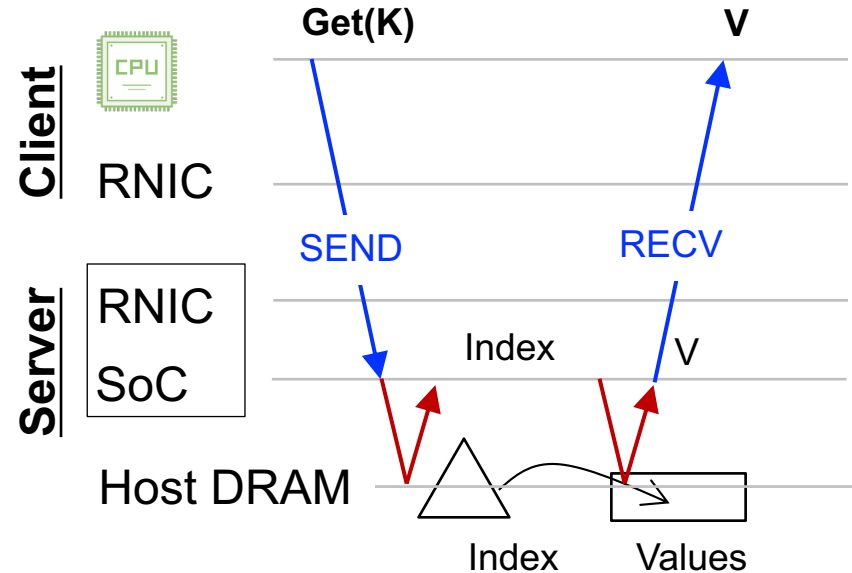 Get(K)
V
Client
CPU
RNIC
SEND
RECV
Server
RNIC
Index
V
SoC
Host DRAM
Index
Values